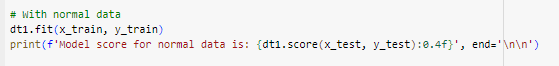 # With normal data
dt1.fit(x_train, y_train)
print(f'Model score for normal data is: {dt1.score(x_test, y_test):0.4f}', end='\n\n')